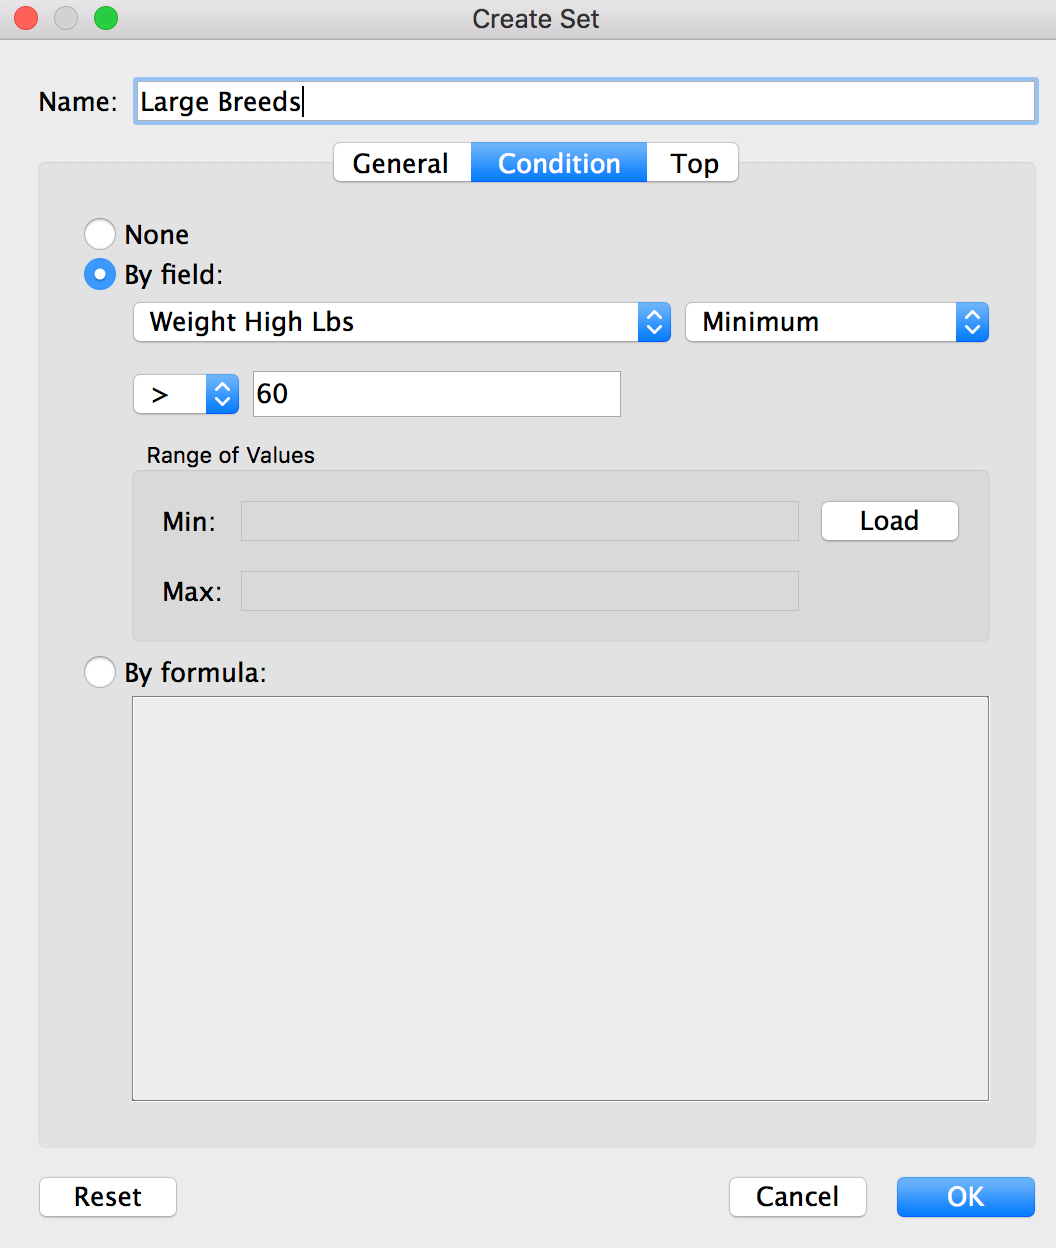 Create Set
Name: Large Breeds
General Condition Top
None
By field:
Weight High Lbs Minimum
> 60
Range of Values
Min: Load
Max:
By formula:
Reset Cancel OK